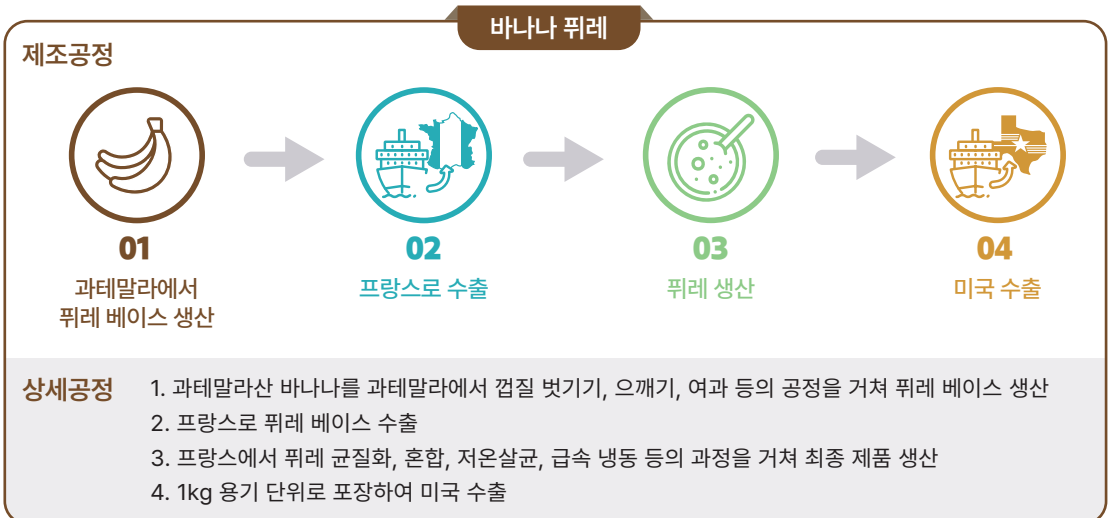 바나나 퓌레
제조공정
01
과테말라에서
퓌레 베이스 생산
02
프랑스로 수출
03
퓌레 생산
04
미국 수출
상세공정
1. 과테말라산 바나나를 과테말라에서 껍질 벗기기, 으깨기, 여과 등의 공정을 거쳐 퓌레 베이스 생산
2. 프랑스로 퓌레 베이스 수출
3. 프랑스에서 퓌레 균질화, 혼합, 저온살균, 급속 냉동 등의 과정을 거쳐 최종 제품 생산
4. 1kg 용기 단위로 포장하여 미국 수출